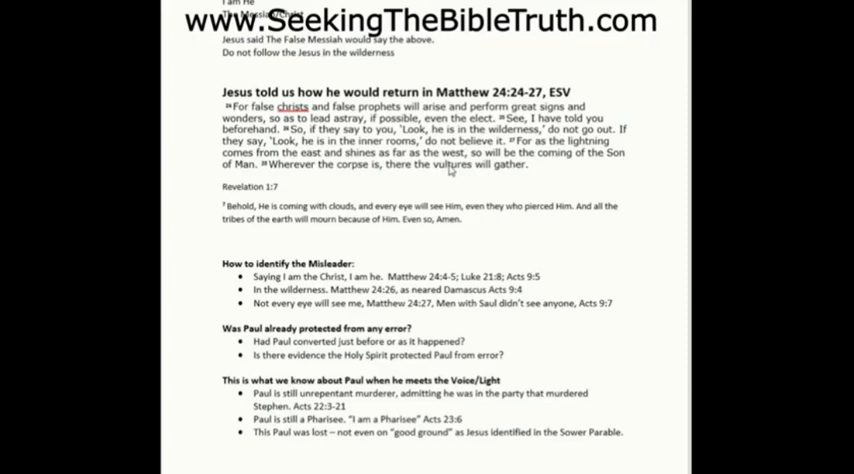 I am He
www.SeekingTheBibleTruth.com
The Messiah/Christ
Jesus said The False Messiah would say the above.
Do not follow the Jesus in the wilderness
Jesus told us how he would return in Matthew 24:24-27, ESV
²⁴For false christs and false prophets will arise and perform great signs and
wonders, so as to lead astray, if possible, even the elect. ²⁵See, I have told you
beforehand. ²⁶So, if they say to you, 'Look, he is in the wilderness,' do not go out. If
they say, 'Look, he is in the inner rooms,' do not believe it. ²⁷For as the lightning
comes from the east and shines as far as the west, so will be the coming of the Son
of Man. ²⁸Wherever the corpse is, there the vultures will gather.
Revelation 1:7
⁷Behold, He is coming with clouds, and every eye will see Him, even they who pierced Him. And all the
tribes of the earth will mourn because of Him. Even so, Amen.
How to identify the Misleader:
• Saying I am the Christ, I am he. Matthew 24:4-5; Luke 21:8; Acts 9:5
• In the wilderness. Matthew 24:26, as neared Damascus Acts 9:4
• Not every eye will see me, Matthew 24:27, Men with Saul didn't see anyone, Acts 9:7
Was Paul already protected from any error?
• Had Paul converted just before or as it happened?
• Is there evidence the Holy Spirit protected Paul from error?
This is what we know about Paul when he meets the Voice/Light
• Paul is still unrepentant murderer, admitting he was in the party that murdered
Stephen. Acts 22:3-21
• Paul is still a Pharisee. "I am a Pharisee" Acts 23:6
• This Paul was lost – not even on "good ground" as Jesus identified in the Sower Parable.